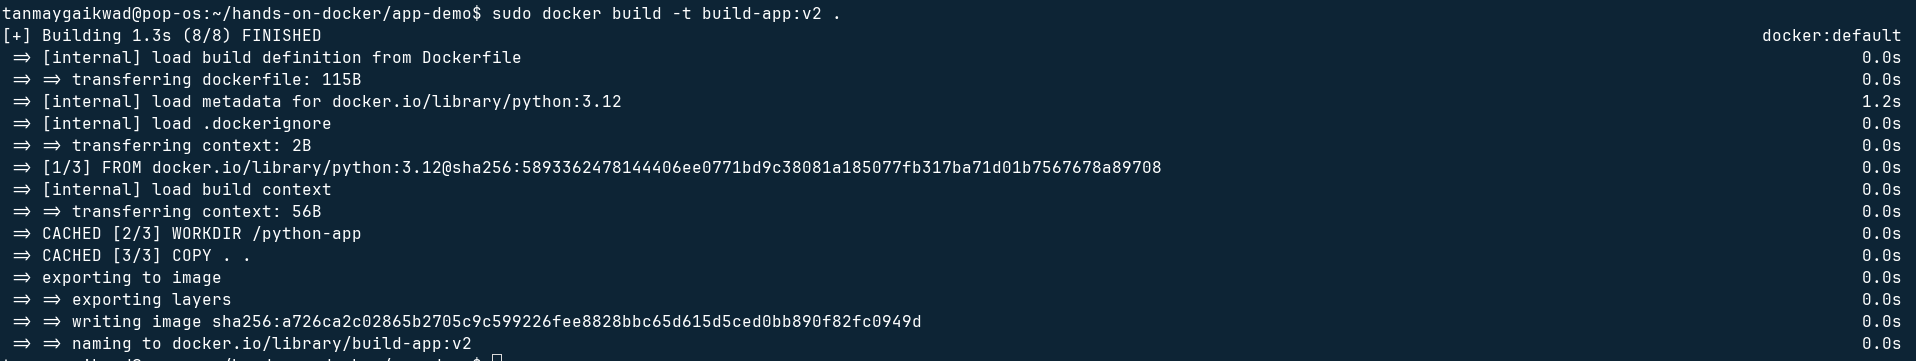 tanmaygaikwad@pop-os:~/hands-on-docker/app-demo$ sudo docker build -t build-app:v2 .
[+] Building 1.3s (8/8) FINISHED docker:default
=> [internal] load build definition from Dockerfile 0.0s
=> => transferring dockerfile: 115B 0.0s
=> [internal] load metadata for docker.io/library/python:3.12 1.2s
=> [internal] load .dockerignore 0.0s
=> => transferring context: 2B 0.0s
=> [1/3] FROM docker.io/library/python:3.12@sha256:5893362478144406ee0771bd9c38081a185077fb317ba71d01b7567678a89708 0.0s
=> [internal] load build context 0.0s
=> => transferring context: 56B 0.0s
=> CACHED [2/3] WORKDIR /python-app 0.0s
=> CACHED [3/3] COPY . . 0.0s
=> exporting to image 0.0s
=> => exporting layers 0.0s
=> => writing image sha256:a726ca2c02865b2705c9c599226fee8828bbc65d615d5ced0bb890f82fc0949d 0.0s
=> => naming to docker.io/library/build-app:v2 0.0s